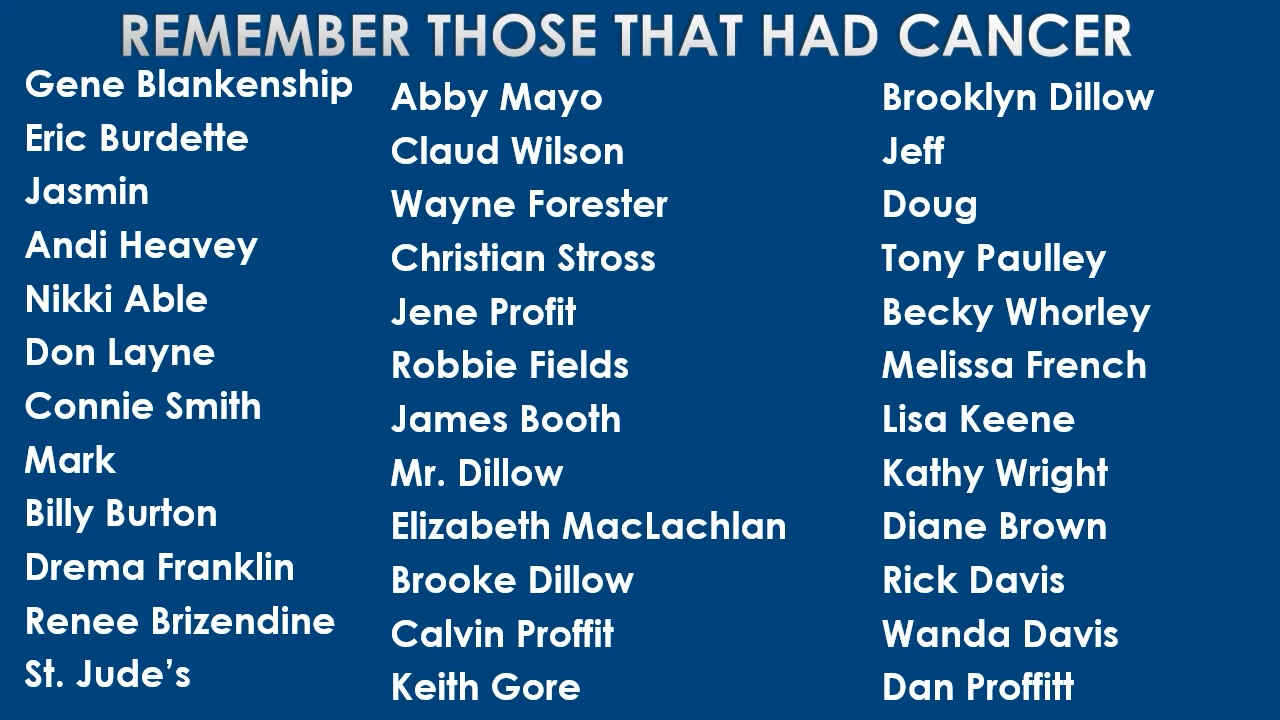 REMEMBER THOSE THAT HAD CANCER
Gene Blankenship
Eric Burdette
Jasmin
Andi Heavey
Nikki Able
Don Layne
Connie Smith
Mark
Billy Burton
Drema Franklin
Renee Brizendine
St. Jude’s
Abby Mayo
Claud Wilson
Wayne Forester
Christian Stross
Jene Profit
Robbie Fields
James Booth
Mr. Dillow
Elizabeth MacLachlan
Brooke Dillow
Calvin Proffit
Keith Gore
Brooklyn Dillow
Jeff
Doug
Tony Paulley
Becky Whorley
Melissa French
Lisa Keene
Kathy Wright
Diane Brown
Rick Davis
Wanda Davis
Dan Proffitt